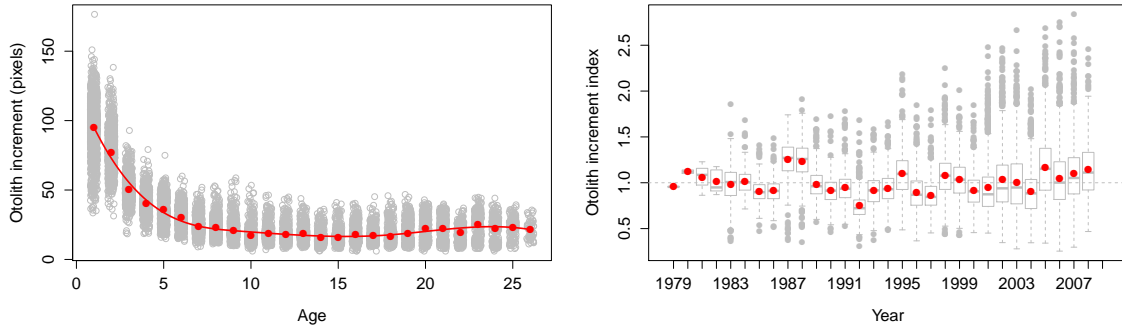 Otolith increment (pixels)
150
100
50
0
0 5 10 15 20 25
Age
Otolith increment index
2.5
2.0
1.5
1.0
0.5
1979 1983 1987 1991 1995 1999 2003 2007
Year